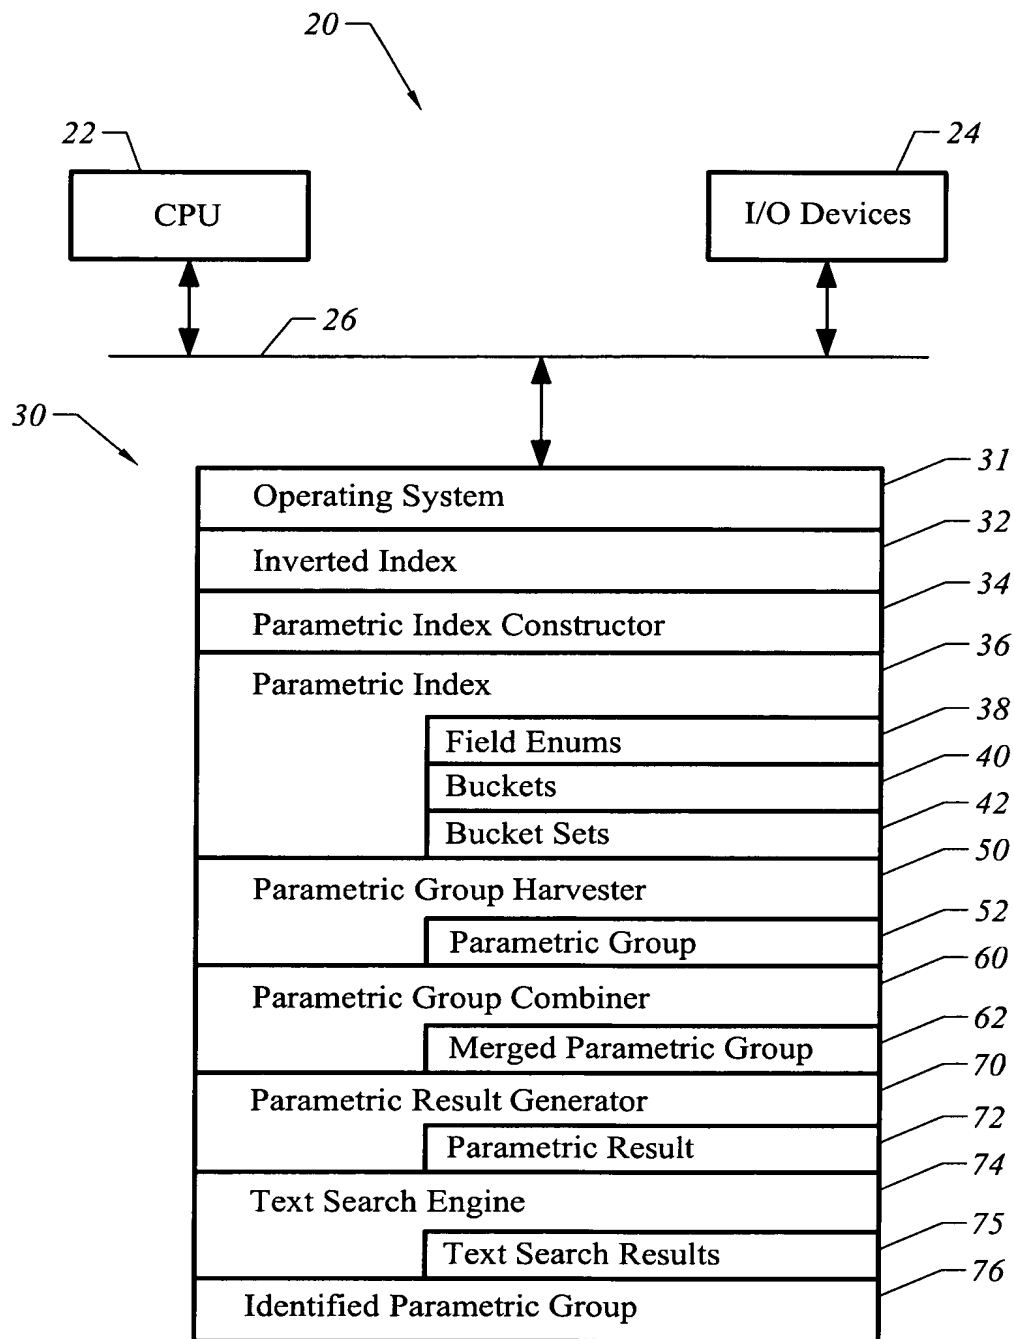 20
22
24
CPU
I/O Devices
26
30
31
Operating System
32
Inverted Index
34
Parametric Index Constructor
36
Parametric Index
38
Field Enums
40
Buckets
42
Bucket Sets
50
Parametric Group Harvester
52
Parametric Group
60
Parametric Group Combiner
62
Merged Parametric Group
70
Parametric Result Generator
72
Parametric Result
74
Text Search Engine
75
Text Search Results
76
Identified Parametric Group